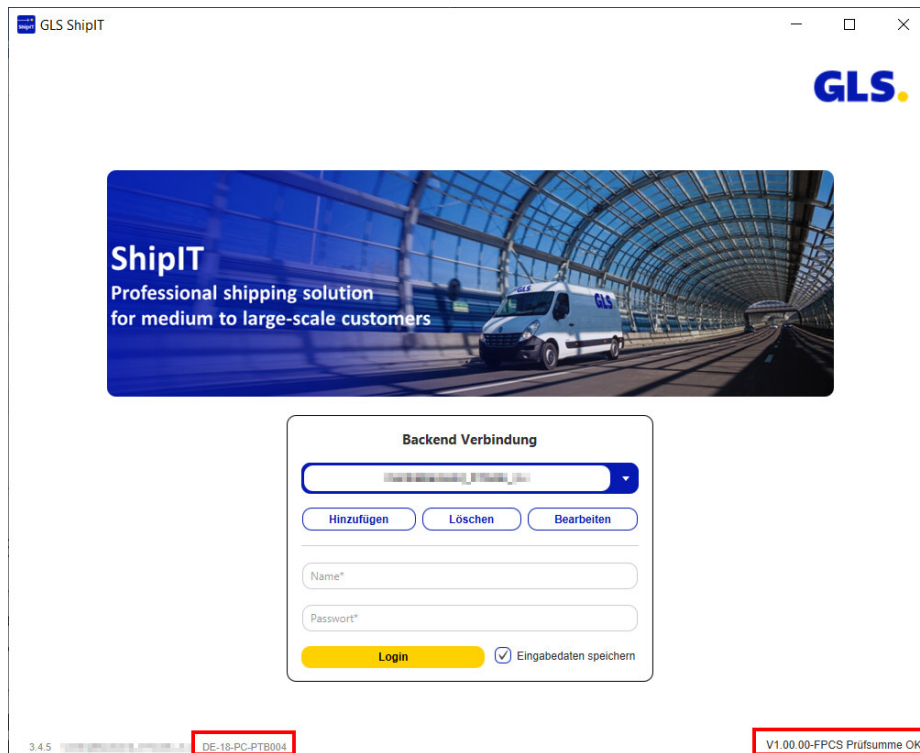 GLS ShipIT
GLS.
ShipIT
Professional shipping solution
for medium to large-scale customers
GLS
GLS
Backend Verbindung
Hinzufügen
Löschen
Bearbeiten
Name*
Passwort*
Login
Eingabedaten speichern
3.4.5
DE-18-PC-PTB004
V1.00.00-FPCS Prüfsumme OK